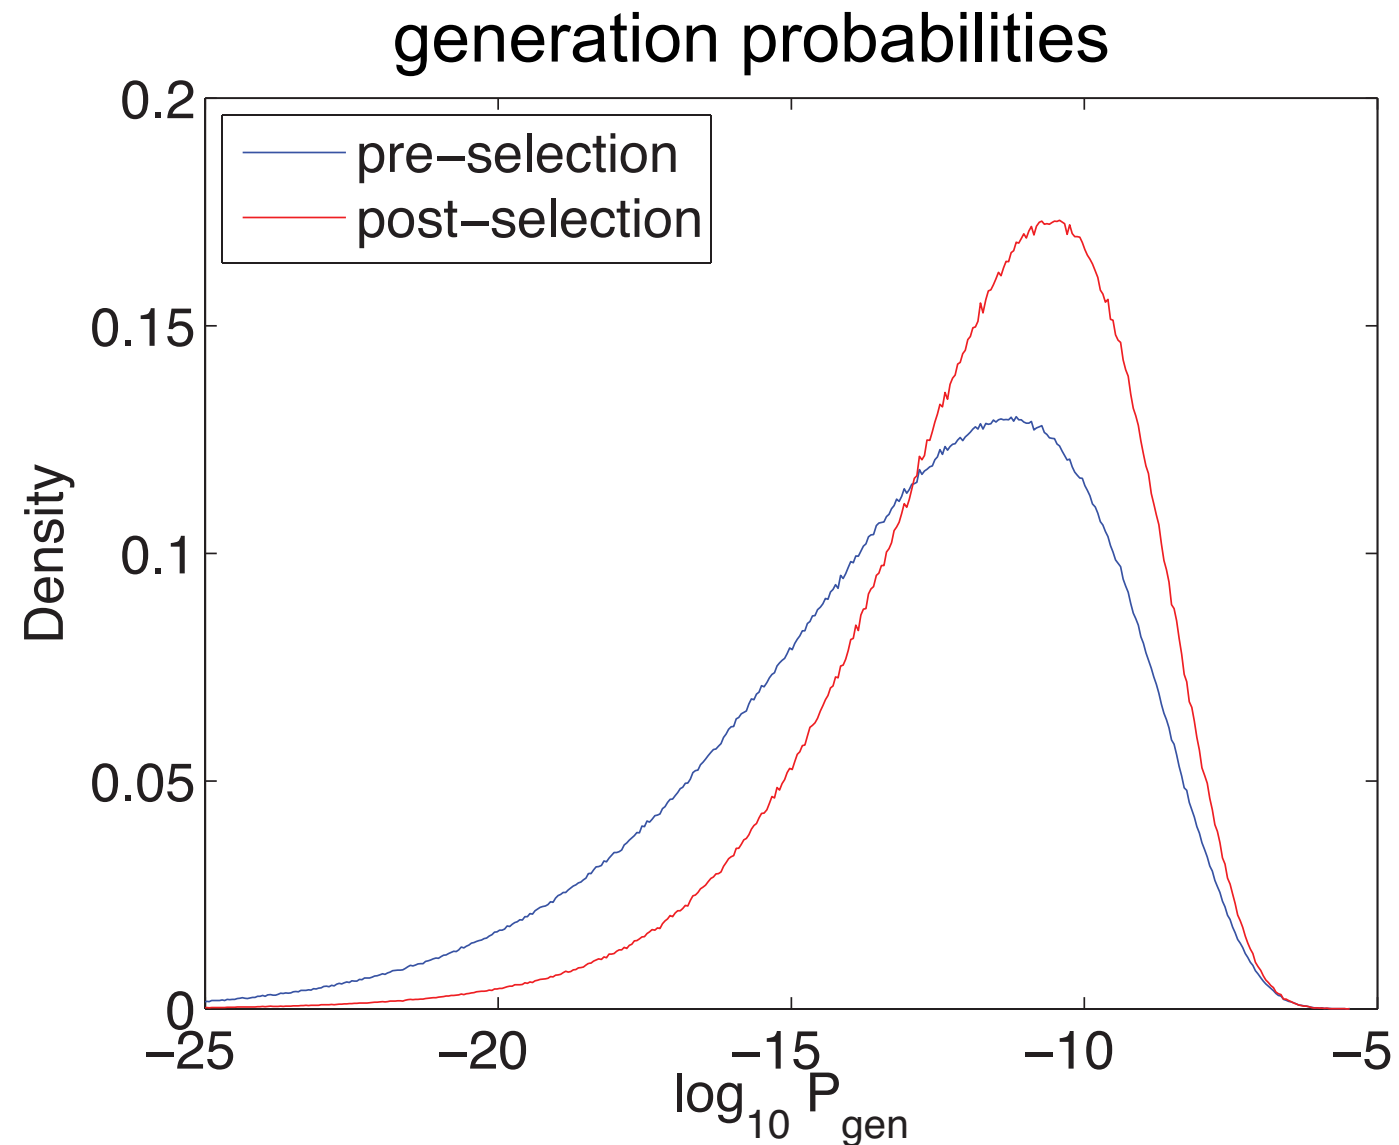 generation probabilities
0.2
pre−selection
post−selection
0.15
0.1
0.05
0
Density
−25 −20 −15 −10 −5
log10 Pgen